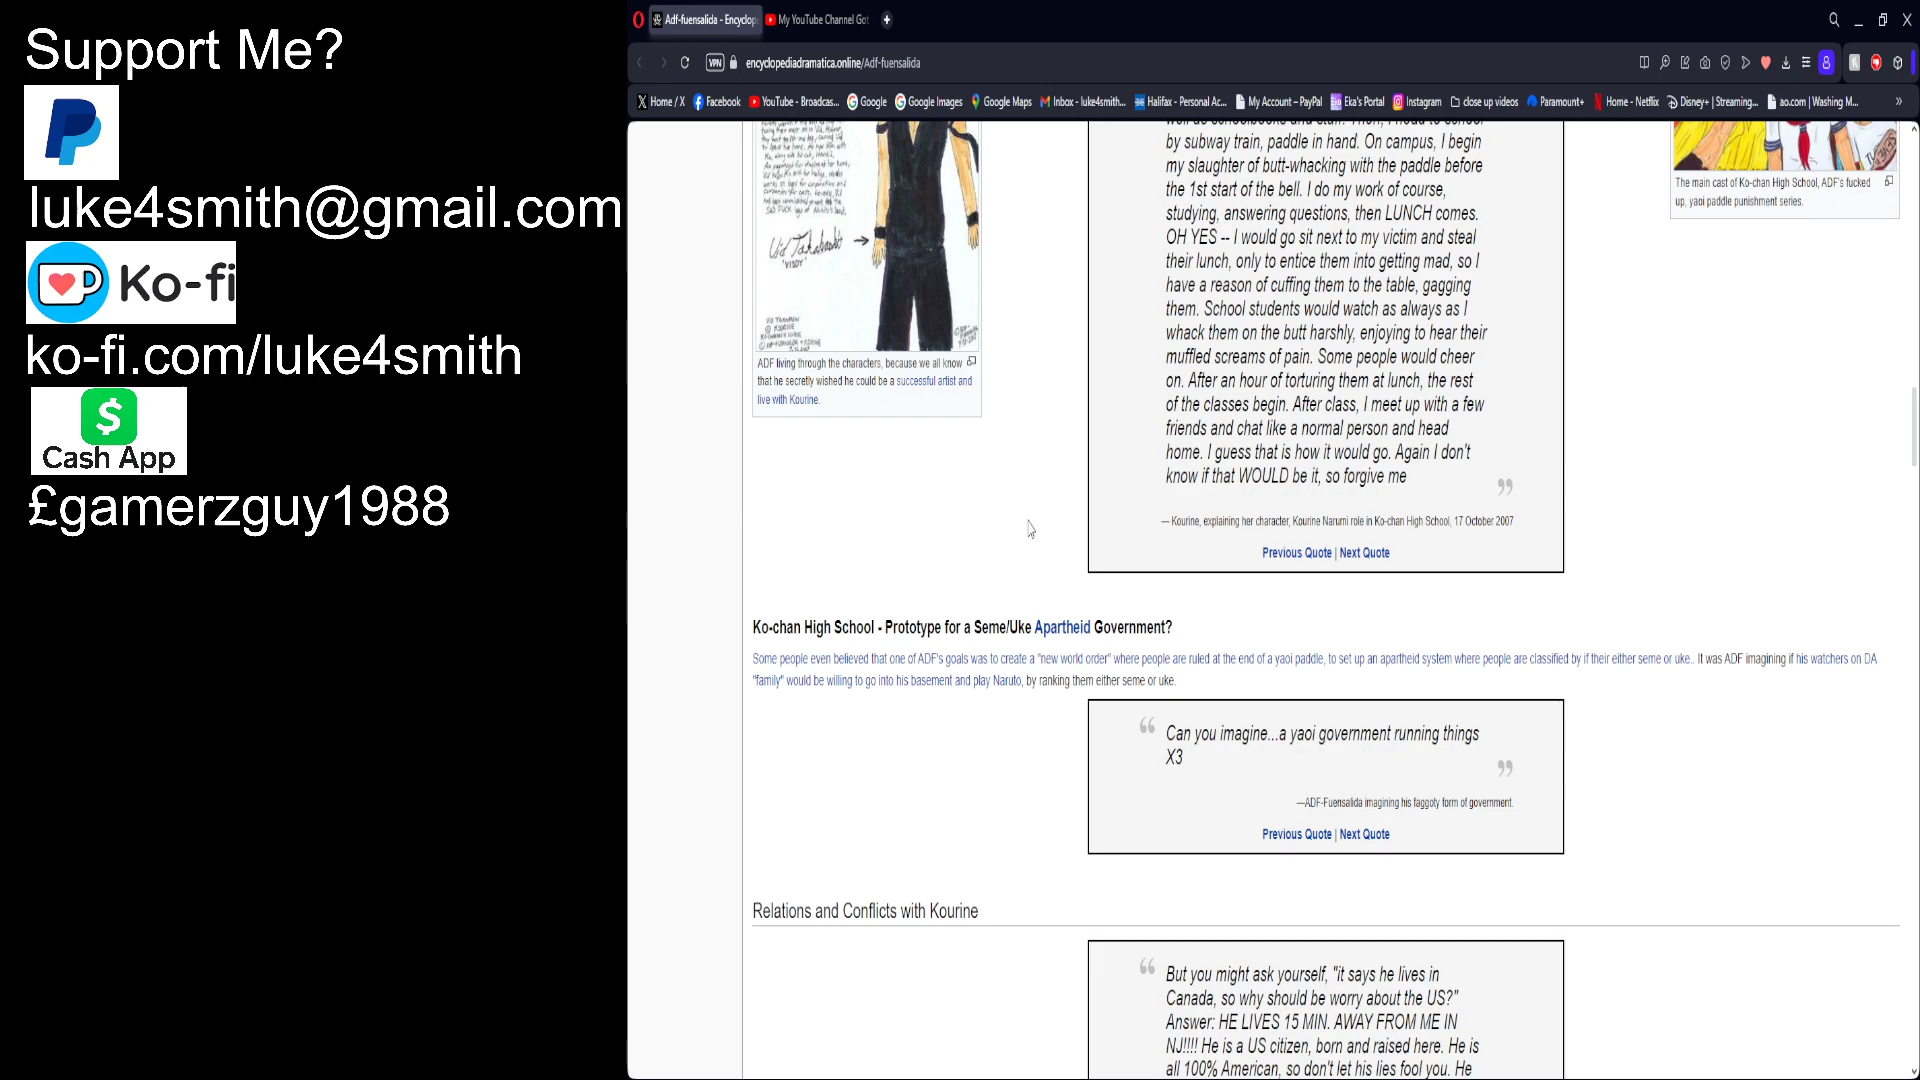 Support Me?
luke4smith@gmail.com
Ko-fi
ko-fi.com/luke4smith
$
Cash App
£gamerzguy1988
Adf-fuensalida - Encyclop
My YouTube Channel Got
VPN
encyclopediadramatica.online/Adf-fuensalida
Home / X
Facebook
YouTube - Broadcas...
Google
Google Images
Google Maps
Inbox - luke4smith...
Halifax - Personal Ac...
My Account – PayPal
Eka's Portal
Instagram
close up videos
Paramount+
Home - Netflix
Disney+ | Streaming...
ao.com | Washing M...
ADF living through the characters, because we all know
that he secretly wished he could be a successful artist and
live with Kourine.
by subway train, paddle in hand. On campus, I begin
my slaughter of butt-whacking with the paddle before
the 1st start of the bell. I do my work of course,
studying, answering questions, then LUNCH comes.
OH YES -- I would go sit next to my victim and steal
their lunch, only to entice them into getting mad, so I
have a reason of cuffing them to the table, gagging
them. School students would watch as always as I
whack them on the butt harshly, enjoying to hear their
muffled screams of pain. Some people would cheer
on. After an hour of torturing them at lunch, the rest
of the classes begin. After class, I meet up with a few
friends and chat like a normal person and head
home. I guess that is how it would go. Again I don't
know if that WOULD be it, so forgive me
— Kourine, explaining her character, Kourine Narumi role in Ko-chan High School, 17 October 2007
Previous Quote | Next Quote
The main cast of Ko-chan High School, ADF's fucked
up, yaoi paddle punishment series.
Ko-chan High School - Prototype for a Seme/Uke Apartheid Government?
Some people even believed that one of ADF's goals was to create a "new world order" where people are ruled at the end of a yaoi paddle, to set up an apartheid system where people are classified by if their either seme or uke.. It was ADF imagining if his watchers on DA
"family" would be willing to go into his basement and play Naruto, by ranking them either seme or uke.
Can you imagine...a yaoi government running things
X3
—ADF-Fuensalida imagining his faggoty form of government.
Previous Quote | Next Quote
Relations and Conflicts with Kourine
But you might ask yourself, "it says he lives in
Canada, so why should be worry about the US?"
Answer: HE LIVES 15 MIN. AWAY FROM ME IN
NJ!!!! He is a US citizen, born and raised here. He is
all 100% American, so don't let his lies fool you. He